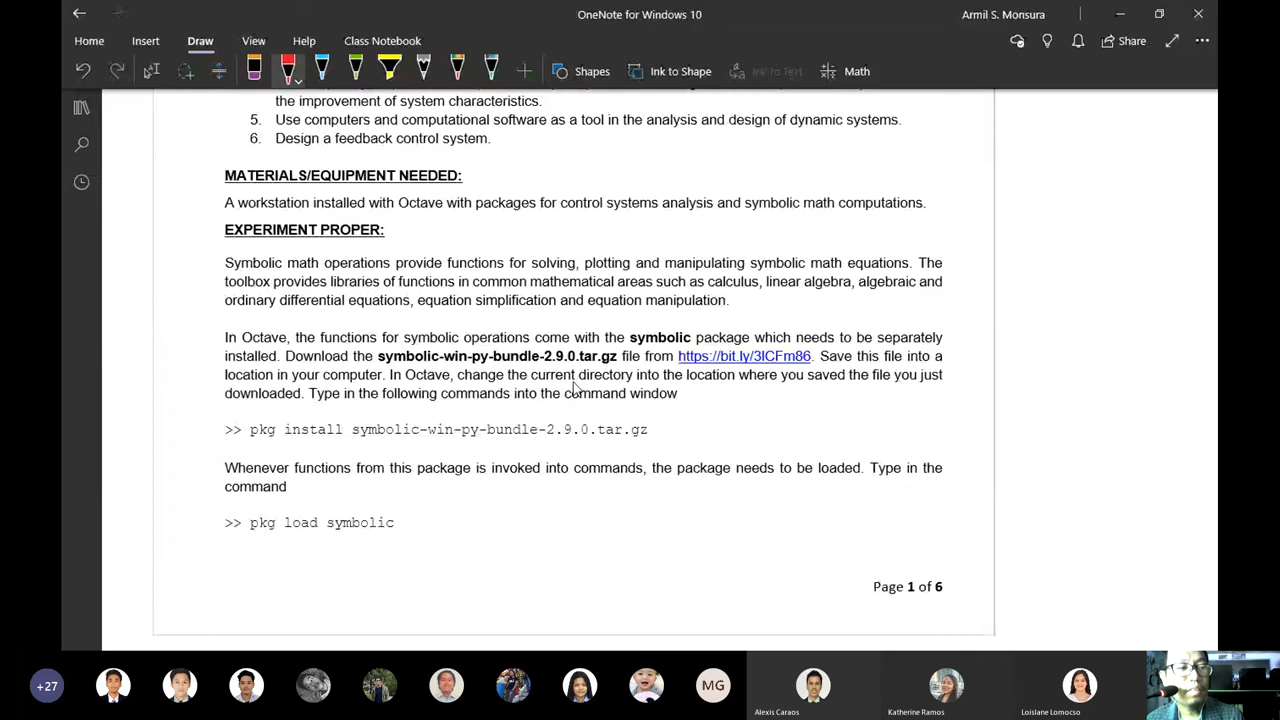 OneNote for Windows 10
Armil S. Monsura
Home Insert Draw View Help Class Notebook
Share
Shapes Ink to Shape Ink to Text Math
the improvement of system characteristics.
5. Use computers and computational software as a tool in the analysis and design of dynamic systems.
6. Design a feedback control system.
MATERIALS/EQUIPMENT NEEDED:
A workstation installed with Octave with packages for control systems analysis and symbolic math computations.
EXPERIMENT PROPER:
Symbolic math operations provide functions for solving, plotting and manipulating symbolic math equations. The
toolbox provides libraries of functions in common mathematical areas such as calculus, linear algebra, algebraic and
ordinary differential equations, equation simplification and equation manipulation.
In Octave, the functions for symbolic operations come with the symbolic package which needs to be separately
installed. Download the symbolic-win-py-bundle-2.9.0.tar.gz file from https://bit.ly/3lCFm86. Save this file into a
location in your computer. In Octave, change the current directory into the location where you saved the file you just
downloaded. Type in the following commands into the command window
>> pkg install symbolic-win-py-bundle-2.9.0.tar.gz
Whenever functions from this package is invoked into commands, the package needs to be loaded. Type in the
command
>> pkg load symbolic
Page 1 of 6
+27
MG
Alexis Caraos
Katherine Ramos
Loislane Lomocso